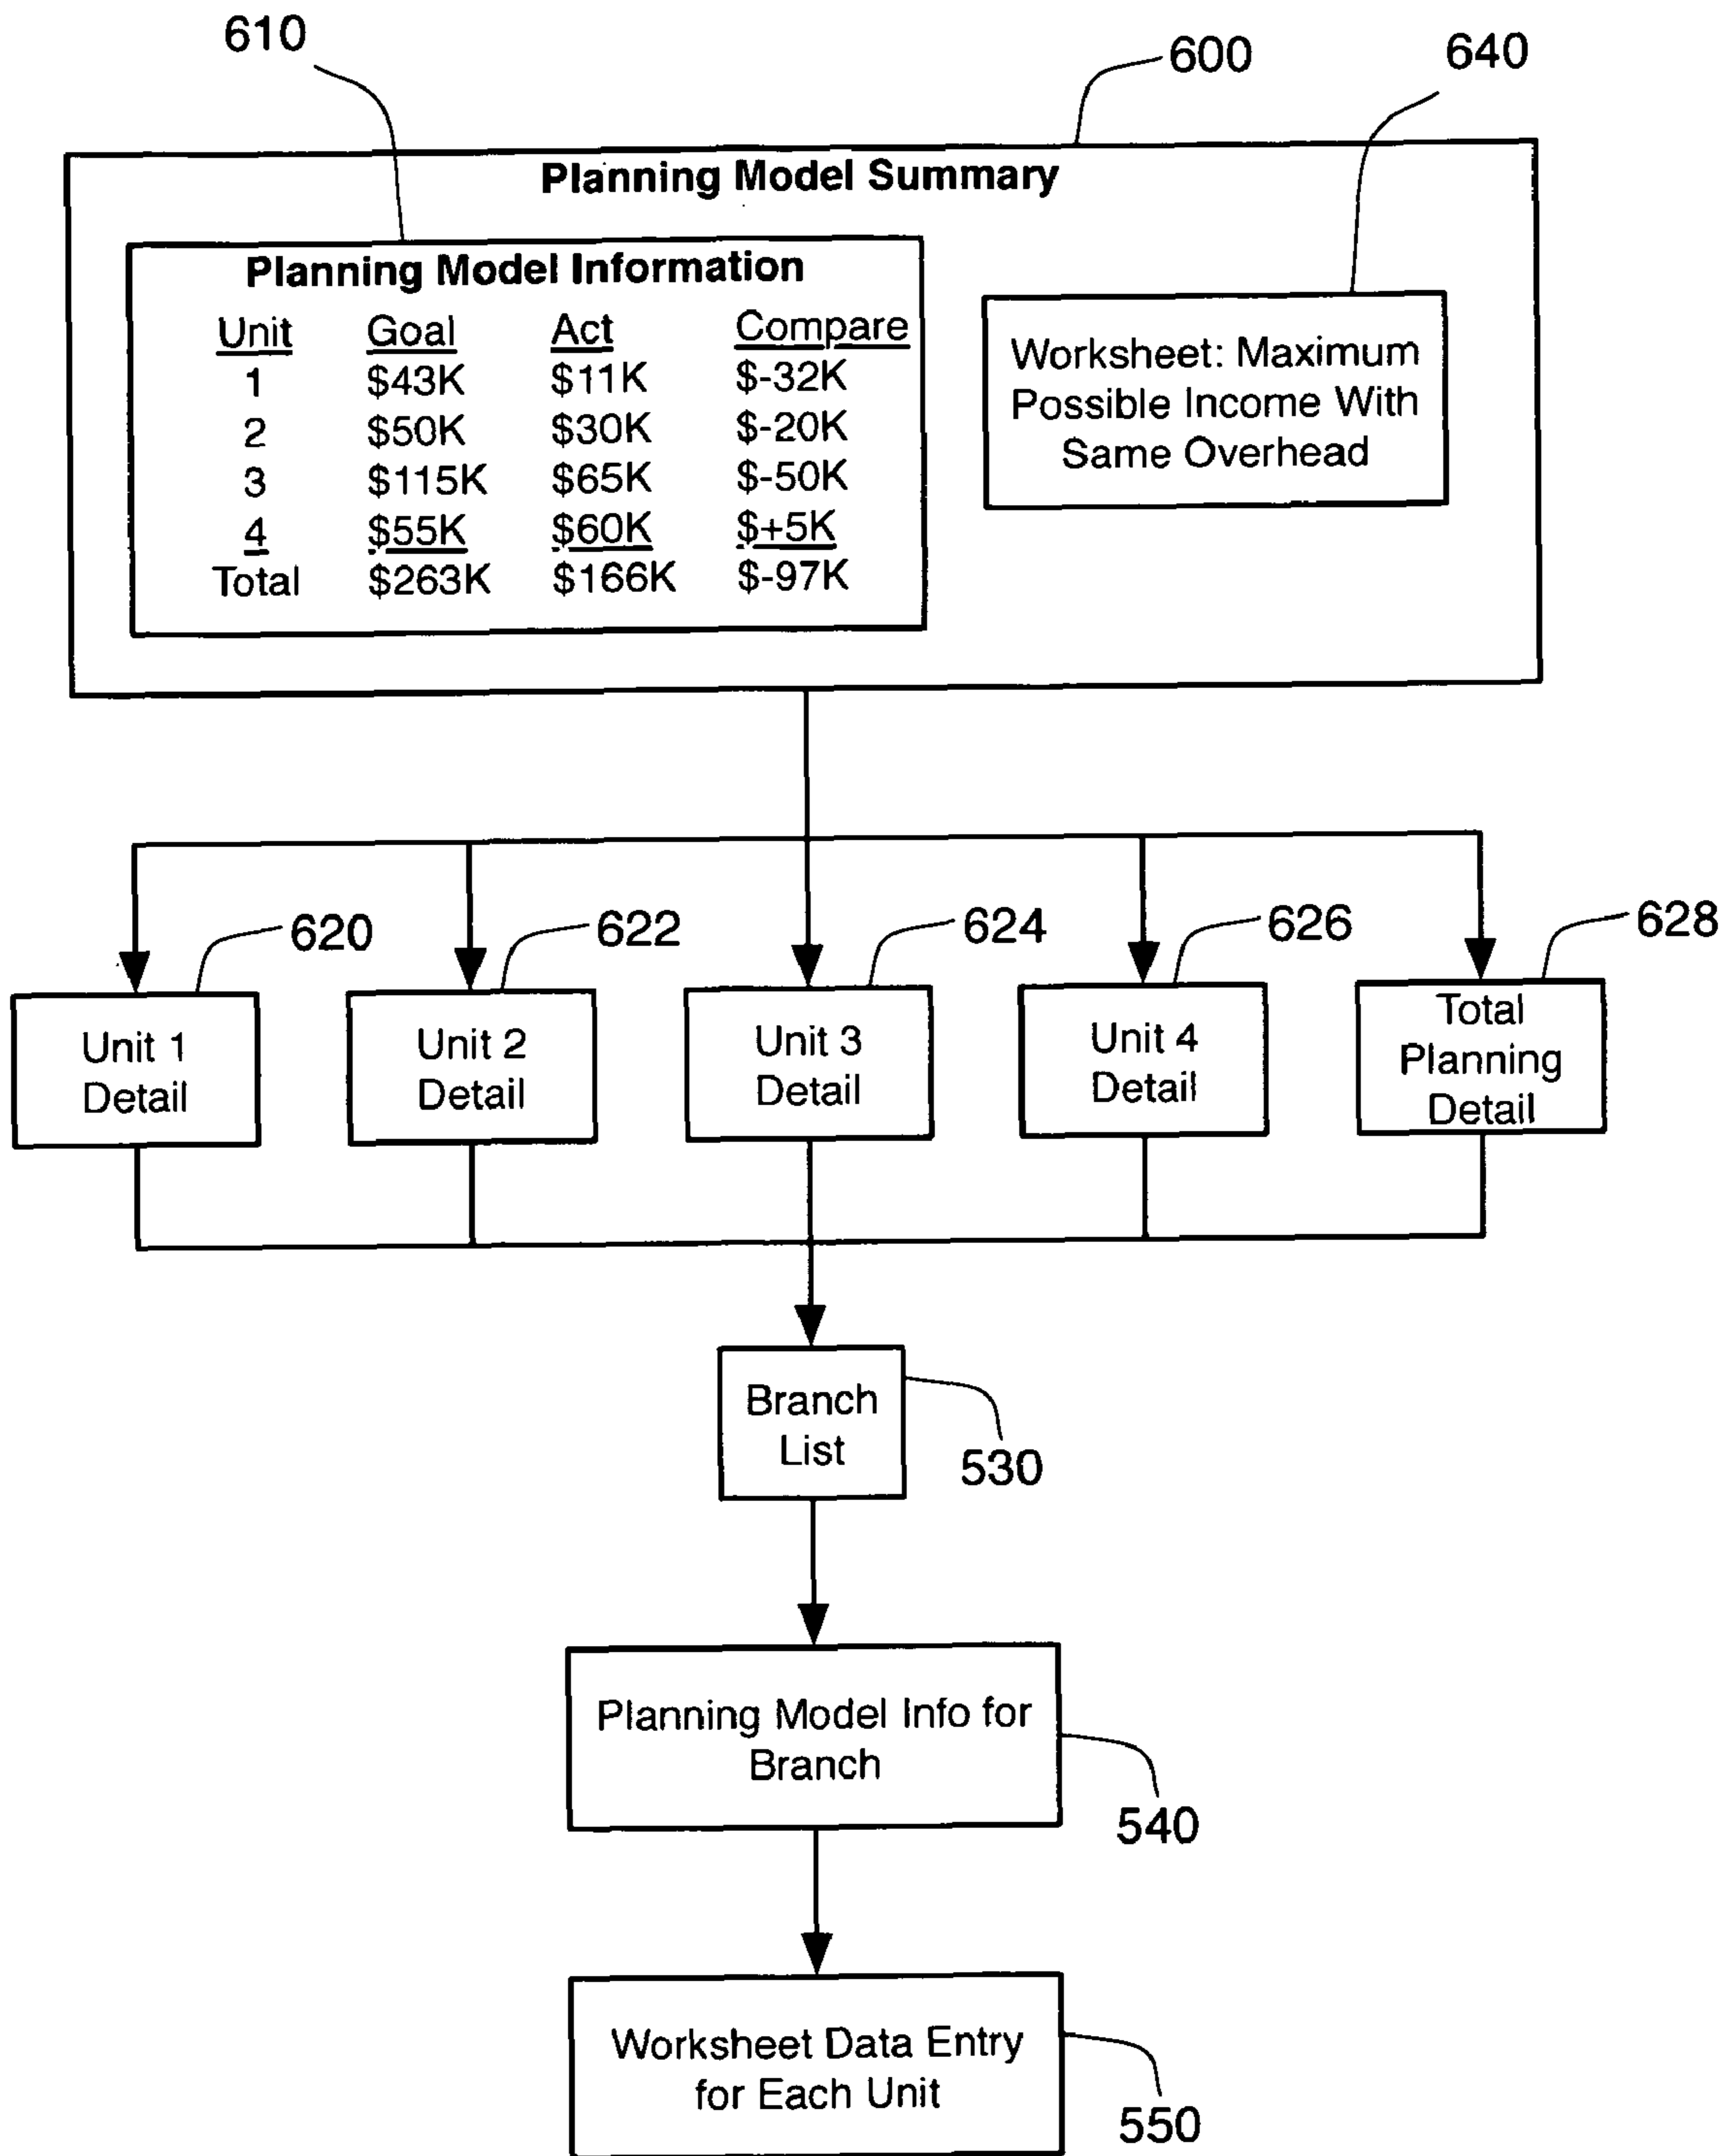 610
600
640
Planning Model Summary
Planning Model Information
Unit Goal Act Compare
1 $43K $11K $-32K
2 $50K $30K $-20K
3 $115K $65K $-50K
4 $55K $60K $+5K
Total $263K $166K $-97K
Worksheet: Maximum
Possible Income With
Same Overhead
620
622
624
626
628
Unit 1
Detail
Unit 2
Detail
Unit 3
Detail
Unit 4
Detail
Total
Planning
Detail
Branch
List
530
Planning Model Info for
Branch
540
Worksheet Data Entry
for Each Unit
550